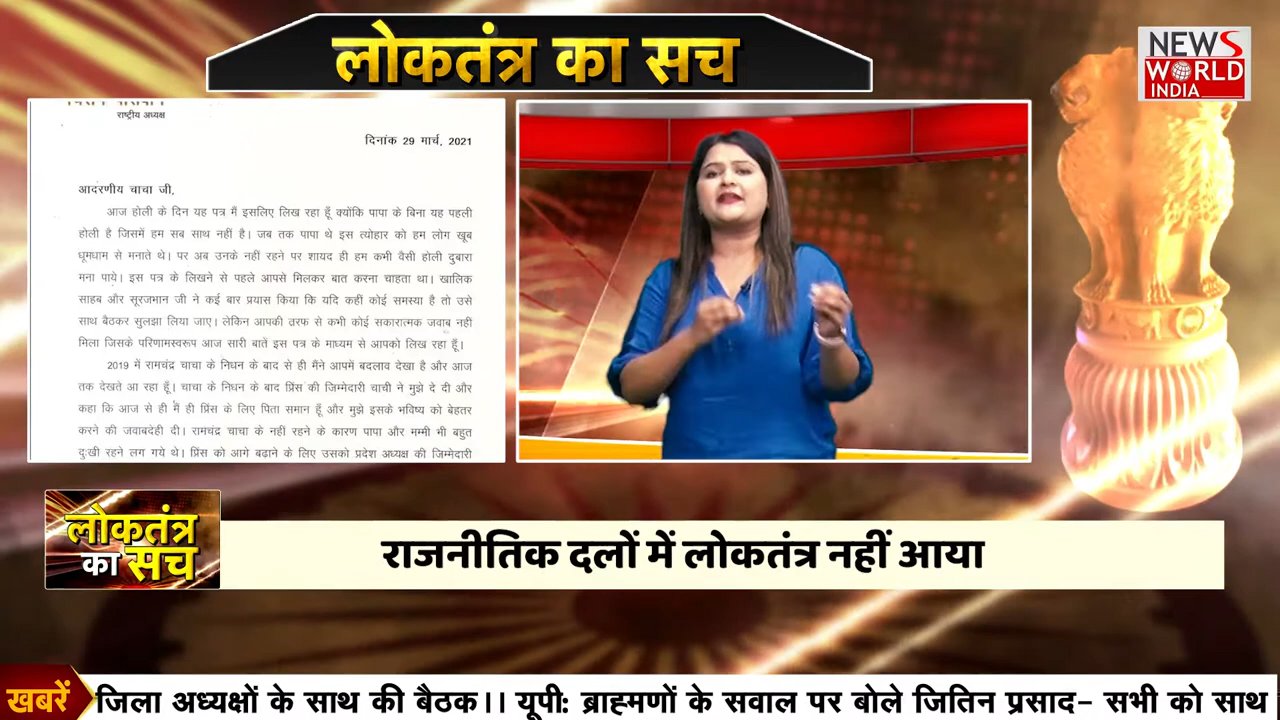 लोकतंत्र का सच
NEWS
WORLD
INDIA
राष्ट्रीय अध्यक्ष
दिनांक 29 मार्च, 2021
आदरणीय चाचा जी,
आज होली के दिन यह पत्र मैं इसलिए लिख रहा हूँ क्योंकि पापा के बिना यह पहली
होली है जिसमें हम सब साथ नहीं है। जब तक पापा थे इस त्योहार को हम लोग खूब
धूमधाम से मनाते थे। पर अब उनके नहीं रहने पर शायद ही हम कभी वैसी होली दुबारा
मना पाये। इस पत्र के लिखने से पहले आपसे मिलकर बात करना चाहता था। खालिक
साहब और सूरजमान जी ने कई बार प्रयास किया कि यदि कहीं कोई समस्या है तो उसे
साथ बैठकर सुलझा लिया जाए। लेकिन आपकी तरफ से कभी कोई सकारात्मक जवाब नहीं
मिला जिसके परिणामस्वरूप आज सारी बातें इस पत्र के माध्यम से आपको लिख रहा हूँ।
2019 में रामचंद्र चाचा के निधन के बाद से ही मैंने आपमें बदलाव देखा है और आज
तक देखते आ रहा हूँ। चाचा के निधन के बाद प्रिंस की जिम्मेदारी चाची ने मुझे दे दी और
कहा कि आज से ही मैं ही प्रिंस के लिए पिता समान हूँ और मुझे इसके भविष्य को बेहतर
करने की जवाबदेही दी। रामचंद्र चाचा के नहीं रहने के कारण पापा और मम्मी भी बहुत
दुःखी रहने लग गये थे। प्रिंस को आगे बढ़ाने के लिए उसको प्रदेश अध्यक्ष की जिम्मेदारी
लोकतंत्र
का सच
राजनीतिक दलों में लोकतंत्र नहीं आया
खबरें जिला अध्यक्षों के साथ की बैठक।। यूपी: ब्राह्मणों के सवाल पर बोले जितिन प्रसाद- सभी को साथ